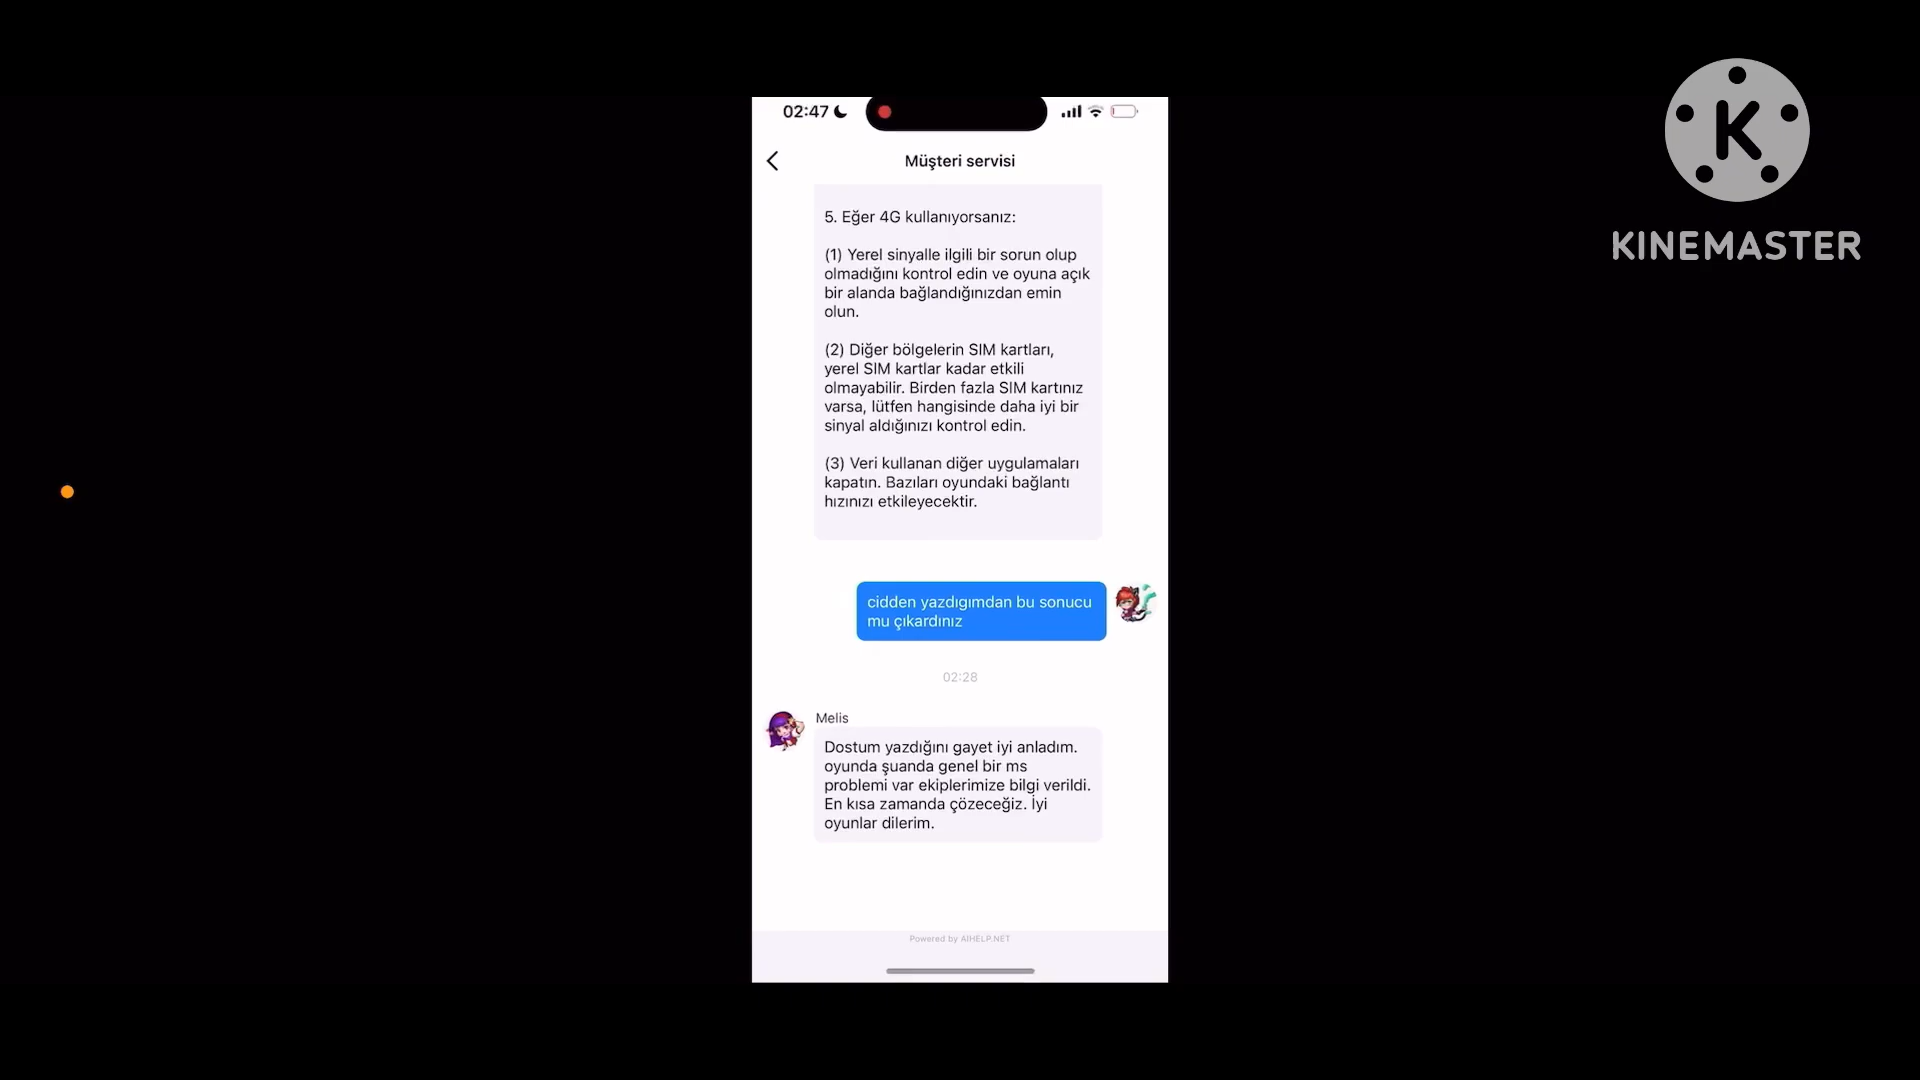 02:47
Müşteri servisi
5. Eğer 4G kullanıyorsanız:
(1) Yerel sinyalle ilgili bir sorun olup
olmadığını kontrol edin ve oyuna açık
bir alanda bağlandığınızdan emin
olun.
(2) Diğer bölgelerin SIM kartları,
yerel SIM kartlar kadar etkili
olmayabilir. Birden fazla SIM kartınız
varsa, lütfen hangisinde daha iyi bir
sinyal aldığınızı kontrol edin.
(3) Veri kullanan diğer uygulamaları
kapatın. Bazıları oyundaki bağlantı
hızınızı etkileyecektir.
cidden yazdıgımdan bu sonucu
mu çıkardınız
02:28
Melis
Dostum yazdığını gayet iyi anladım.
oyunda şuanda genel bir ms
problemi var ekiplerimize bilgi verildi.
En kısa zamanda çözeceğiz. İyi
oyunlar dilerim.
Powered by AIHELP.NET
K
KINEMASTER